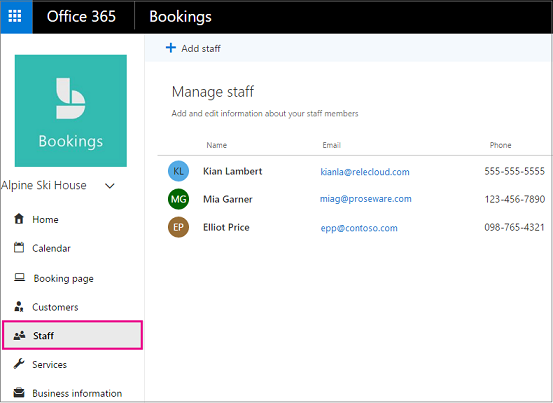 Office 365
Bookings
Add staff
Bookings
Alpine Ski House
Home
Calendar
Booking page
Customers
Staff
Services
Business information
Manage staff
Add and edit information about your staff members
Name Email Phone
KL Kian Lambert kianla@relecloud.com 555-555-5555
MG Mia Garner miag@proseware.com 123-456-7890
EP Elliot Price epp@contoso.com 098-765-4321